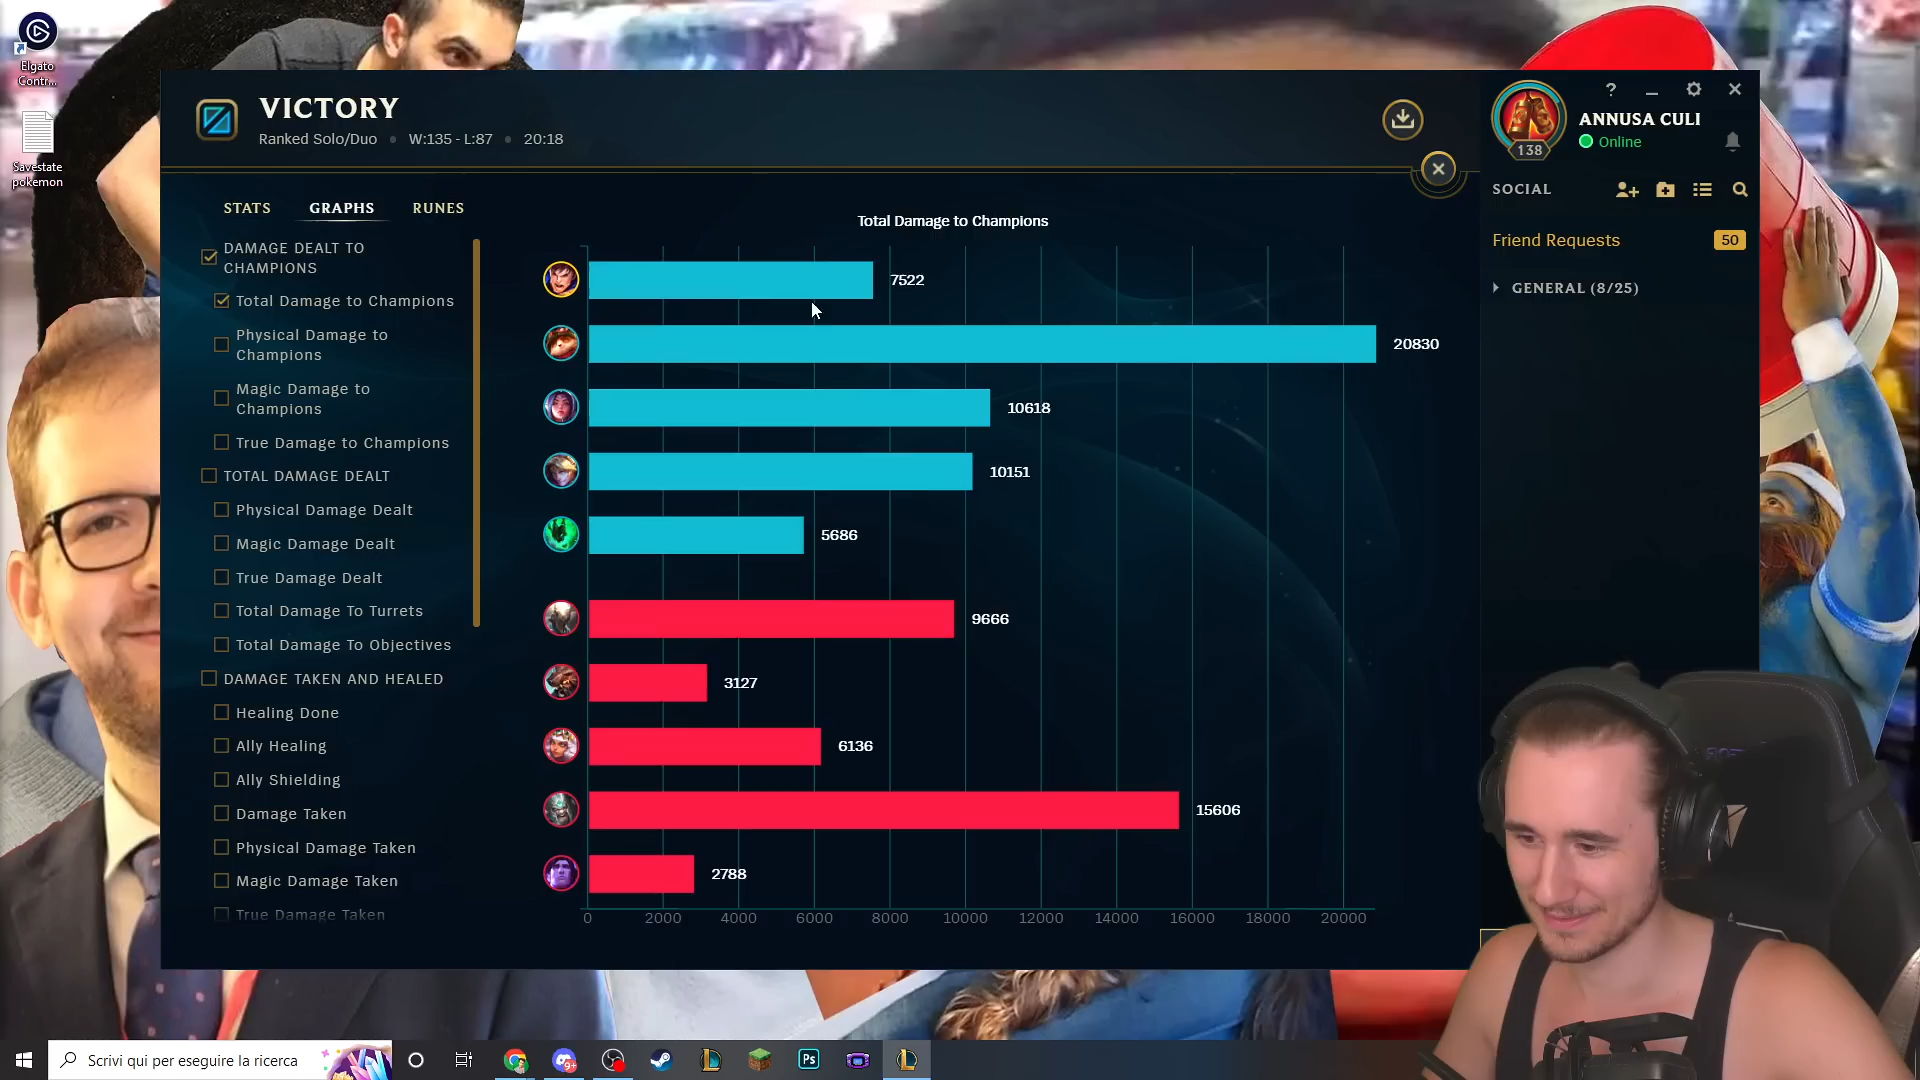 Elgato
Contr...
Savestate
pokemon
VICTORY
Ranked Solo/Duo • W:135 - L:87 • 20:18
?
ANNUSA CULI
Online
138
SOCIAL
Friend Requests
50
GENERAL (8/25)
STATS
GRAPHS
RUNES
DAMAGE DEALT TO
CHAMPIONS
Total Damage to Champions
Physical Damage to
Champions
Magic Damage to
Champions
True Damage to Champions
TOTAL DAMAGE DEALT
Physical Damage Dealt
Magic Damage Dealt
True Damage Dealt
Total Damage To Turrets
Total Damage To Objectives
DAMAGE TAKEN AND HEALED
Healing Done
Ally Healing
Ally Shielding
Damage Taken
Physical Damage Taken
Magic Damage Taken
True Damage Taken
Total Damage to Champions
7522
20830
10618
10151
5686
9666
3127
6136
15606
2788
0 2000 4000 6000 8000 10000 12000 14000 16000 18000 20000
Scrivi qui per eseguire la ricerca
9+
Ps